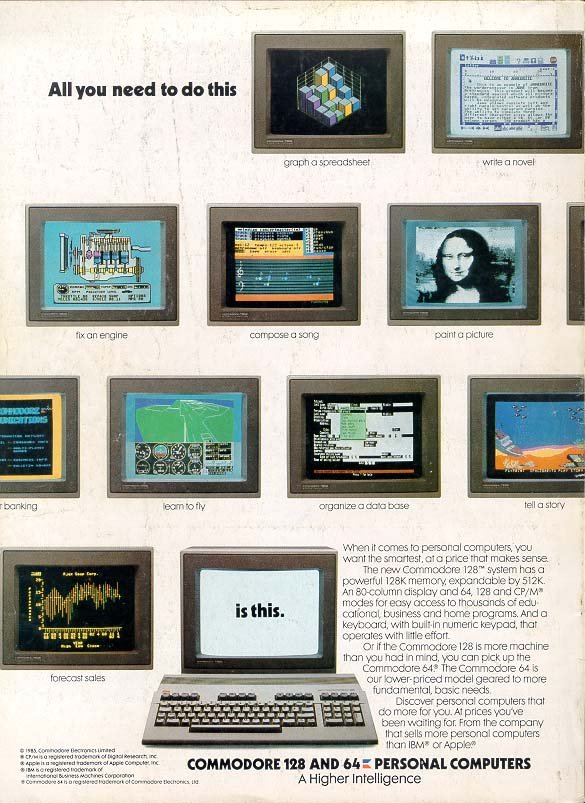 All you need to do this
graph a spreadsheet
write a novel
fix an engine
compose a song
paint a picture
r banking
learn to fly
organize a data base
tell a story
forecast sales
is this.
When it comes to personal computers, you
want the smartest, at a price that makes sense.
The new Commodore 128™ system has a
powerful 128K memory, expandable by 512K.
An 80-column display and 64, 128 and CP/M®
modes for easy access to thousands of edu-
cational, business and home programs. And a
keyboard, with built-in numeric keypad, that
operates with little effort.
Or if the Commodore 128 is more machine
than you had in mind, you can pick up the
Commodore 64.® The Commodore 64 is
our lower-priced model geared to more
fundamental, basic needs.
Discover personal computers that
do more for you. At prices you've
been waiting for. From the company
that sells more personal computers
than IBM® or Apple.®
© 1985, Commodore Electronics Limited
® CP/M is a registered trademark of Digital Research, Inc.
® Apple is a registered trademark of Apple Computer, Inc.
® IBM is a registered trademark of
International Business Machines Corporation
® Commodore 64 is a registered trademark of Commodore Electronics, Ltd.
COMMODORE 128 AND 64 PERSONAL COMPUTERS
A Higher Intelligence